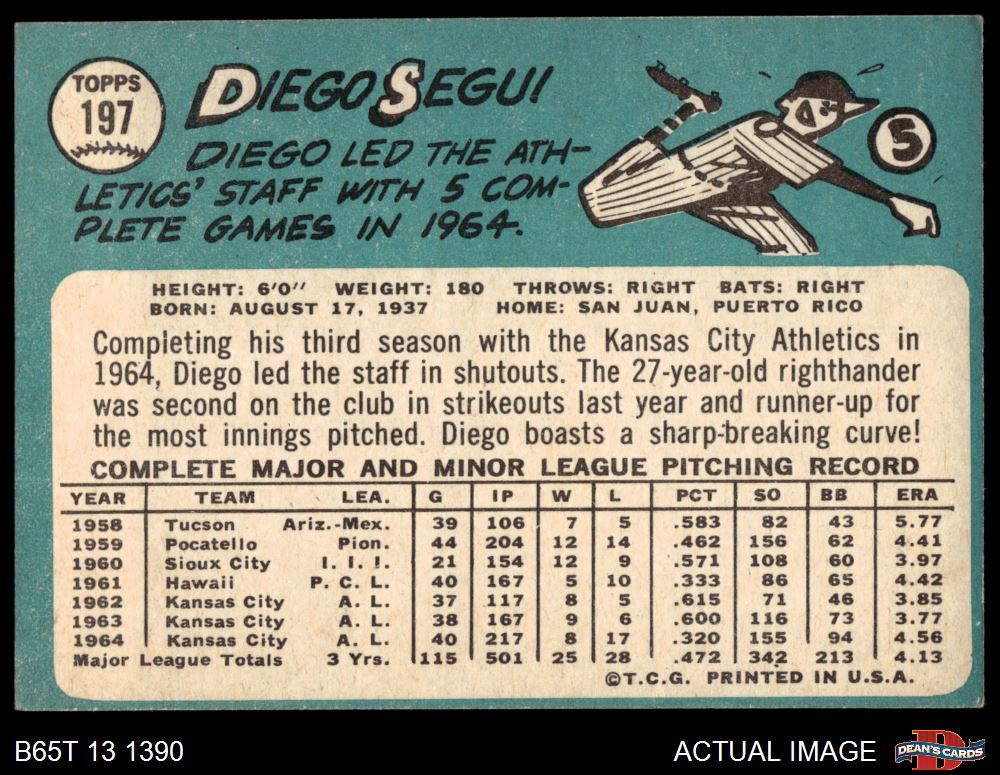 TOPPS
197
DIEGO SEGUI
DIEGO LED THE ATH-
LETICS' STAFF WITH 5 COM-
PLETE GAMES IN 1964.
5
HEIGHT: 6'0" WEIGHT: 180 THROWS: RIGHT BATS: RIGHT
BORN: AUGUST 17, 1937 HOME: SAN JUAN, PUERTO RICO
Completing his third season with the Kansas City Athletics in
1964, Diego led the staff in shutouts. The 27-year-old righthander
was second on the club in strikeouts last year and runner-up for
the most innings pitched. Diego boasts a sharp-breaking curve!
COMPLETE MAJOR AND MINOR LEAGUE PITCHING RECORD
YEAR TEAM LEA. G IP W L PCT SO BB ERA
1958 Tucson Ariz.-Mex. 39 106 7 5 .583 82 43 5.77
1959 Pocatello Pion. 44 204 12 14 .462 156 62 4.41
1960 Sioux City I. I. I. 21 154 12 9 .571 108 60 3.97
1961 Hawaii P. C. L. 40 167 5 10 .333 86 65 4.42
1962 Kansas City A. L. 37 117 8 5 .615 71 46 3.85
1963 Kansas City A. L. 38 167 9 6 .600 116 73 3.77
1964 Kansas City A. L. 40 217 8 17 .320 155 94 4.56
Major League Totals 3 Yrs. 115 501 25 28 .472 342 213 4.13
©T.C.G. PRINTED IN U.S.A.
B65T 13 1390 ACTUAL IMAGE DEAN'S CARDS